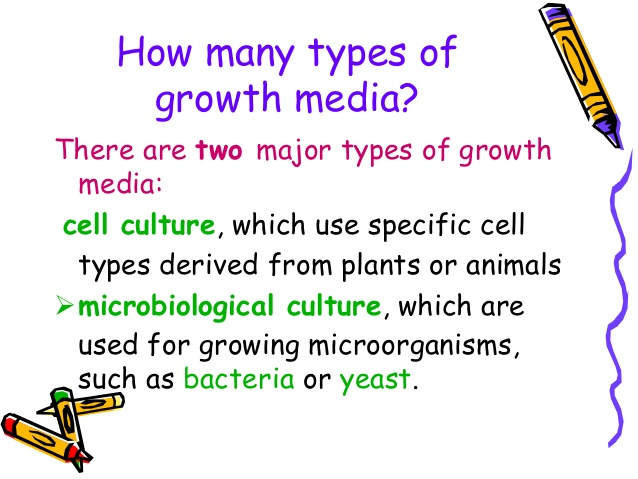 How many types of
growth media?
There are two major types of growth
media:
cell culture, which use specific cell
types derived from plants or animals
➢microbiological culture, which are
used for growing microorganisms,
such as bacteria or yeast.